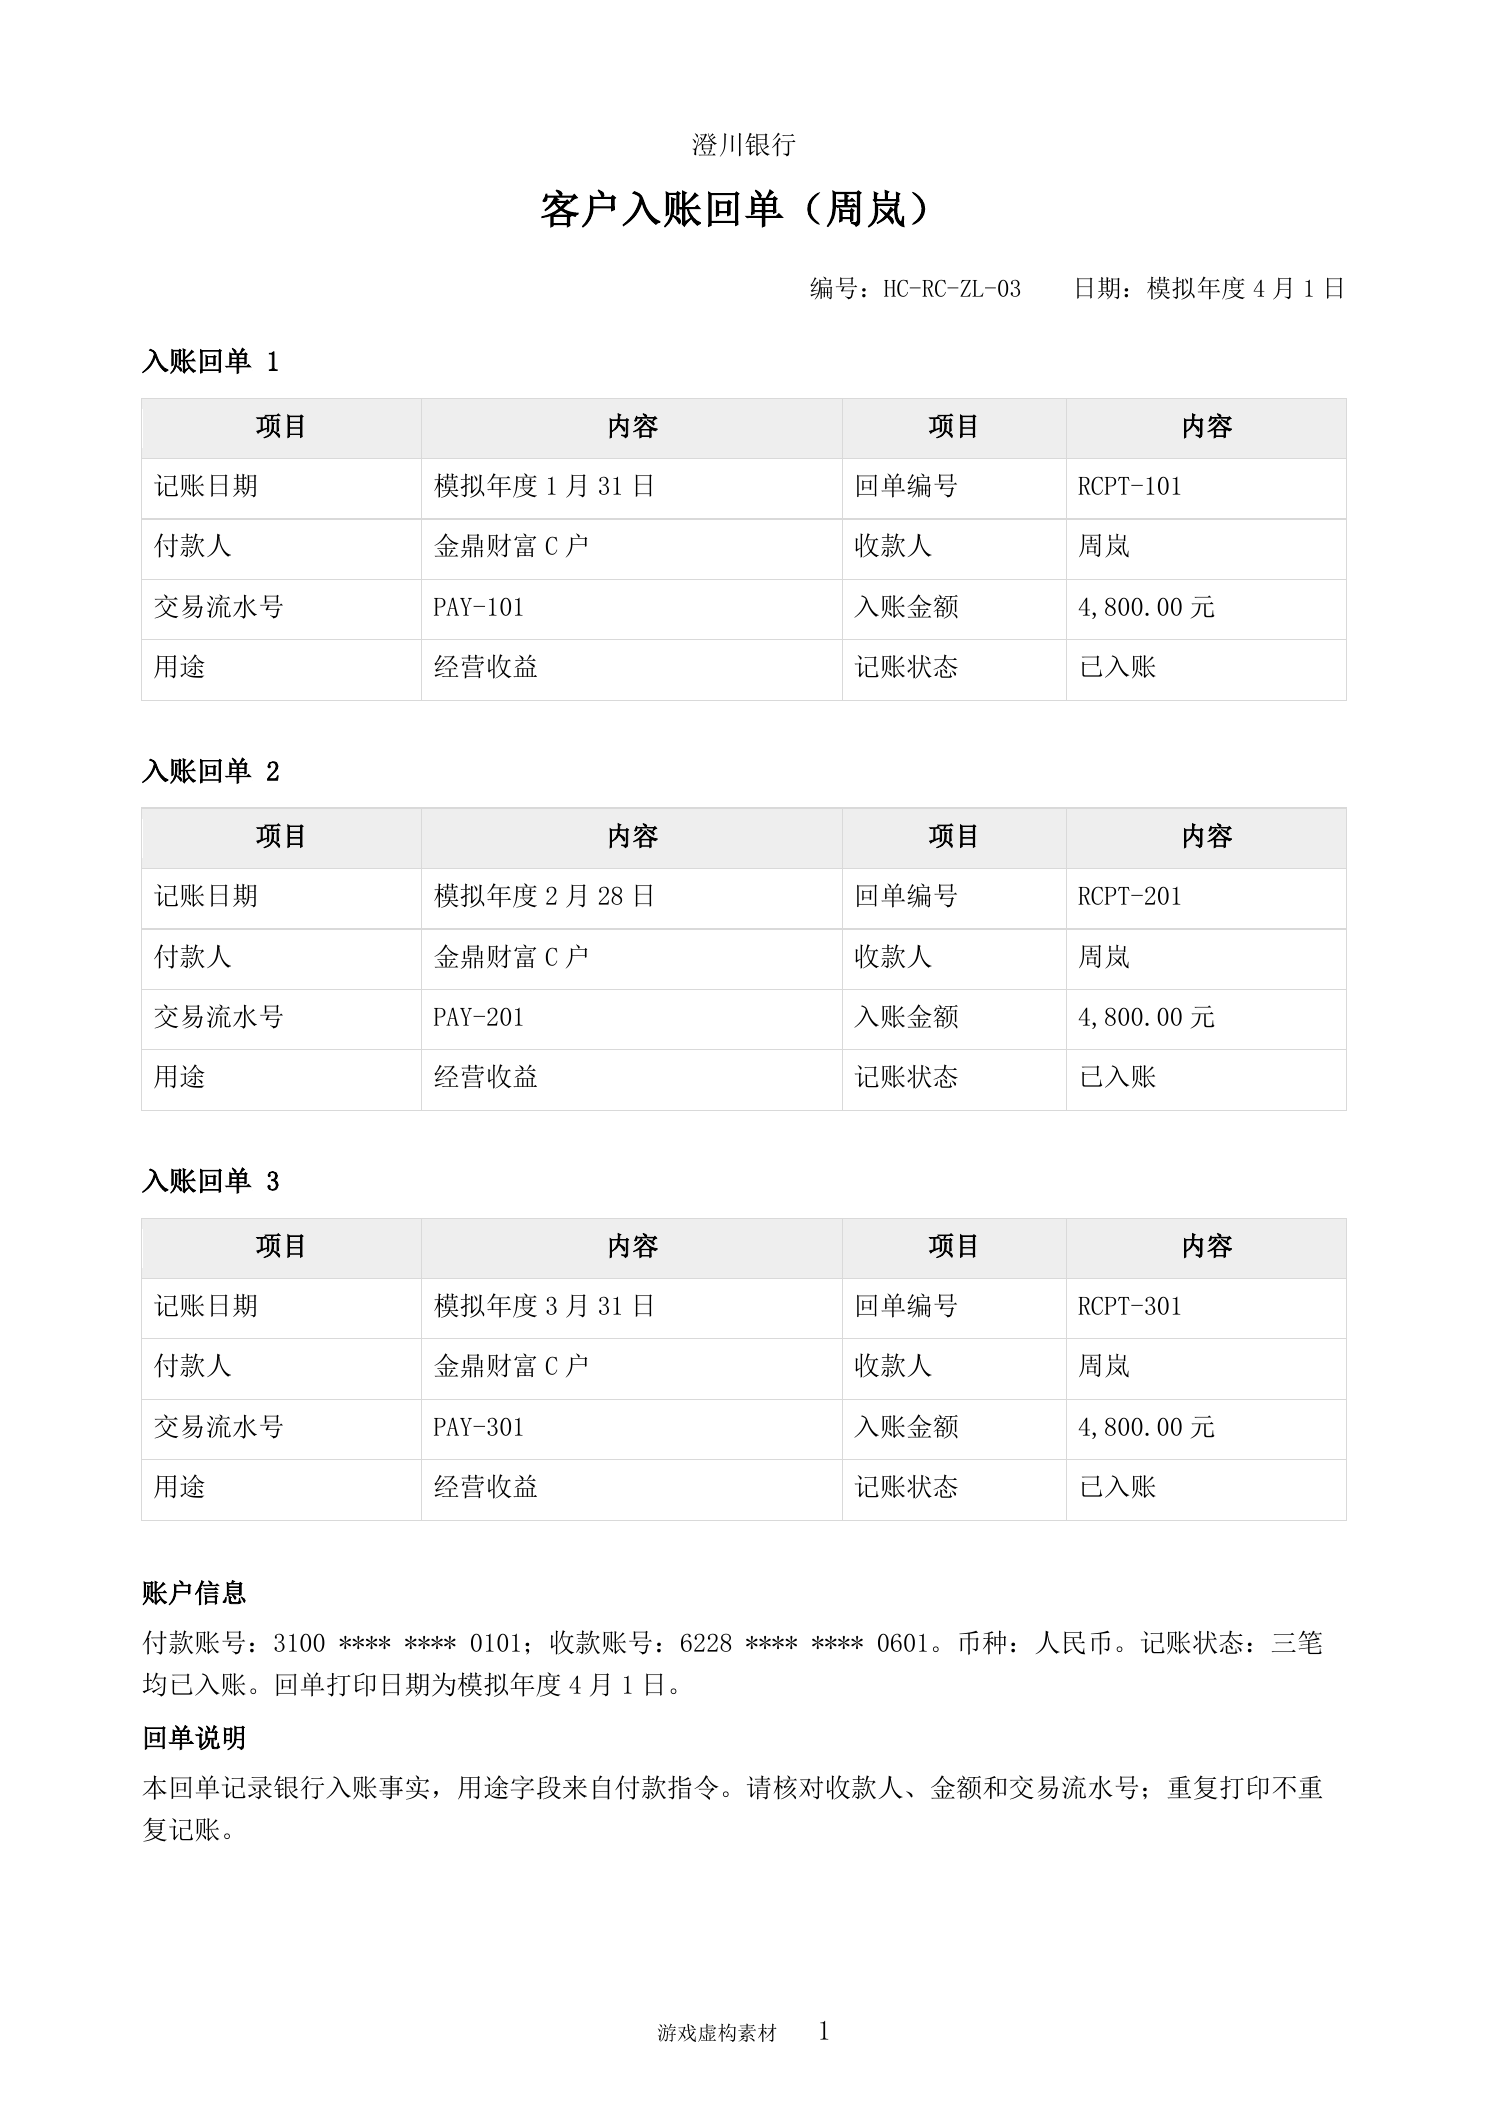 澄川银行
客户入账回单（周岚）
编号：HC-RC-ZL-03 日期：模拟年度 4 月 1 日
入账回单 1
项目 内容 项目 内容
记账日期 模拟年度 1 月 31 日 回单编号 RCPT-101
付款人 金鼎财富 C 户 收款人 周岚
交易流水号 PAY-101 入账金额 4,800.00 元
用途 经营收益 记账状态 已入账
入账回单 2
项目 内容 项目 内容
记账日期 模拟年度 2 月 28 日 回单编号 RCPT-201
付款人 金鼎财富 C 户 收款人 周岚
交易流水号 PAY-201 入账金额 4,800.00 元
用途 经营收益 记账状态 已入账
入账回单 3
项目 内容 项目 内容
记账日期 模拟年度 3 月 31 日 回单编号 RCPT-301
付款人 金鼎财富 C 户 收款人 周岚
交易流水号 PAY-301 入账金额 4,800.00 元
用途 经营收益 记账状态 已入账
账户信息
付款账号：3100 **** **** 0101；收款账号：6228 **** **** 0601。币种：人民币。记账状态：三笔
均已入账。回单打印日期为模拟年度 4 月 1 日。
回单说明
本回单记录银行入账事实，用途字段来自付款指令。请核对收款人、金额和交易流水号；重复打印不重
复记账。
游戏虚构素材 1